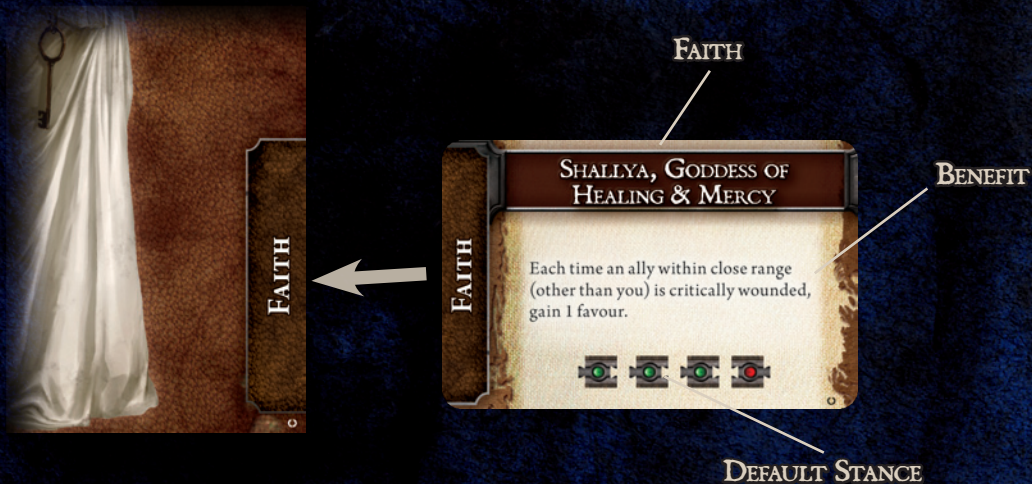 Faith
Faith
Shallya, Goddess of
Healing & Mercy
Benefit
Faith
Each time an ally within close range
(other than you) is critically wounded,
gain 1 favour.
C
C
Default Stance